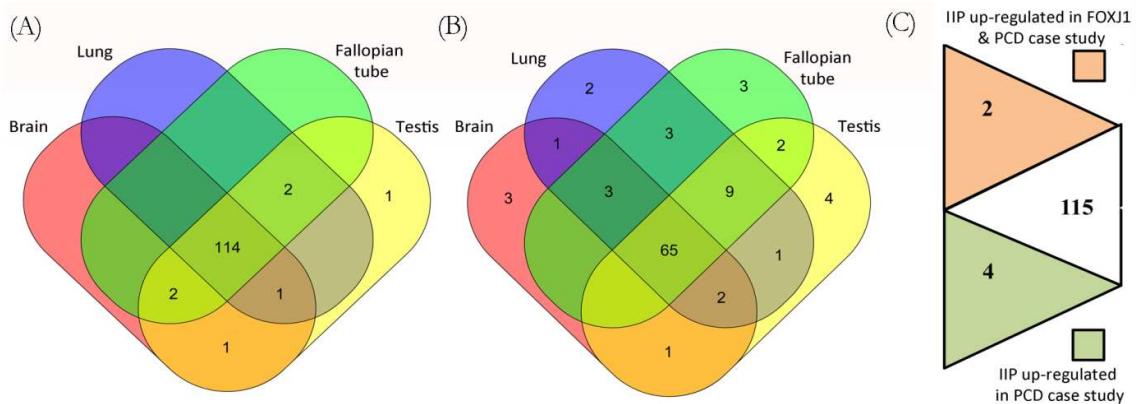 (A)
Lung
Fallopian
tube
Brain
Testis
2
1
114
2
1
1
(B)
Lung
Fallopian
tube
Brain
Testis
2
3
1
3
2
3
3
9
4
65
1
2
1
(C)
IIP up-regulated in FOXJ1
& PCD case study
2
115
4
IIP up-regulated
in PCD case study